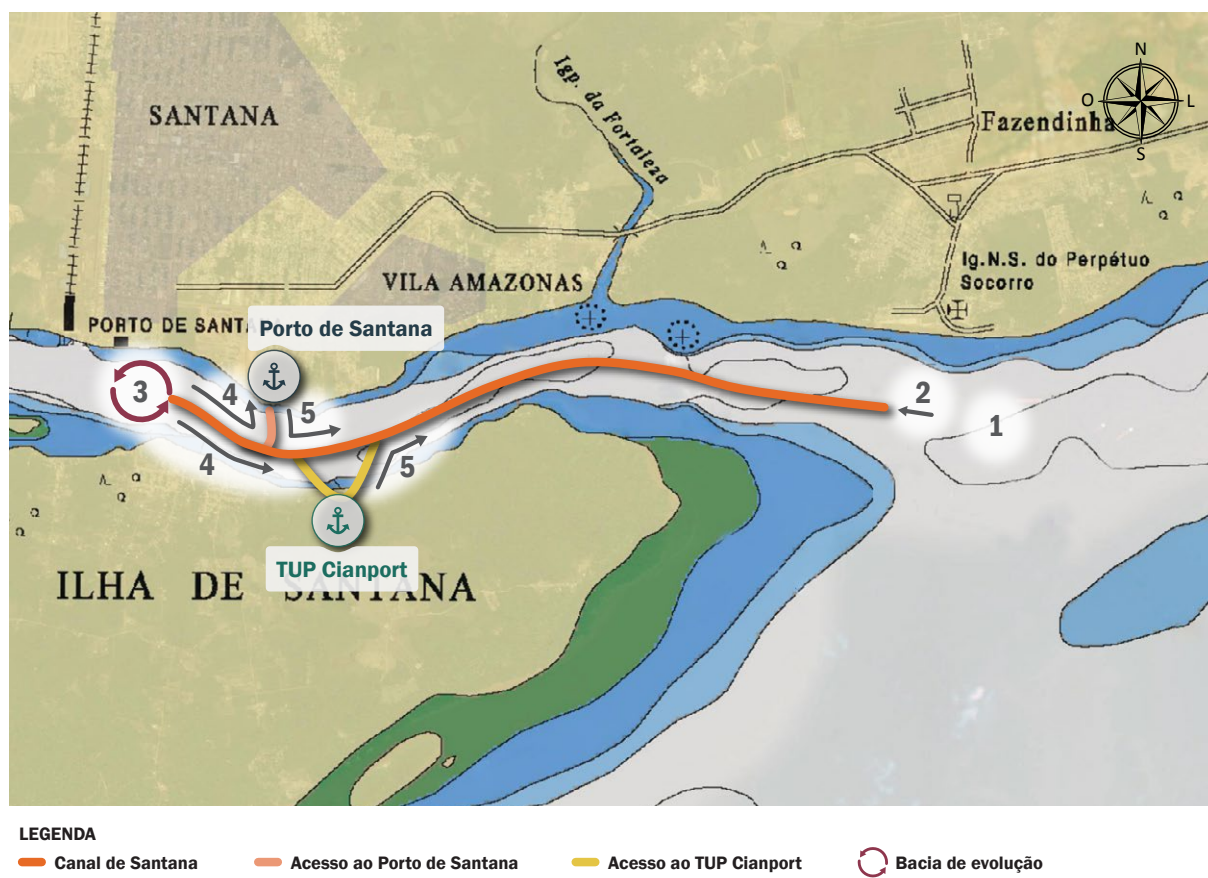 N
O
L
S
SANTANA
Igp. da Fortaleza
Fazendinha
VILA AMAZONAS
Ig.N.S. do Perpétuo
Socorro
PORTO DE SANTA
Porto de Santana
3
4
5
2
1
4
5
TUP Cianport
ILHA DE SANTANA
LEGENDA
Canal de Santana
Acesso ao Porto de Santana
Acesso ao TUP Cianport
Bacia de evolução